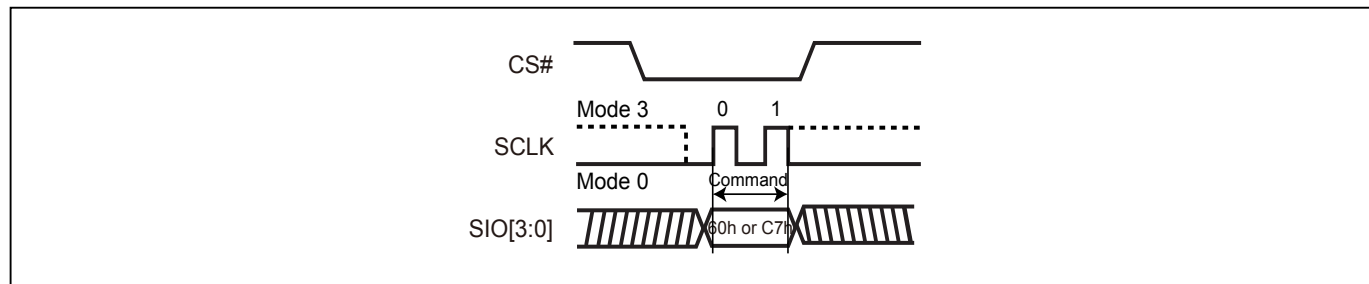 CS#
Mode 3 0 1
SCLK
Mode 0 Command
SIO[3:0] 60h or C7h